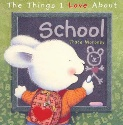 The Things I Love About
School
Trace Moroney